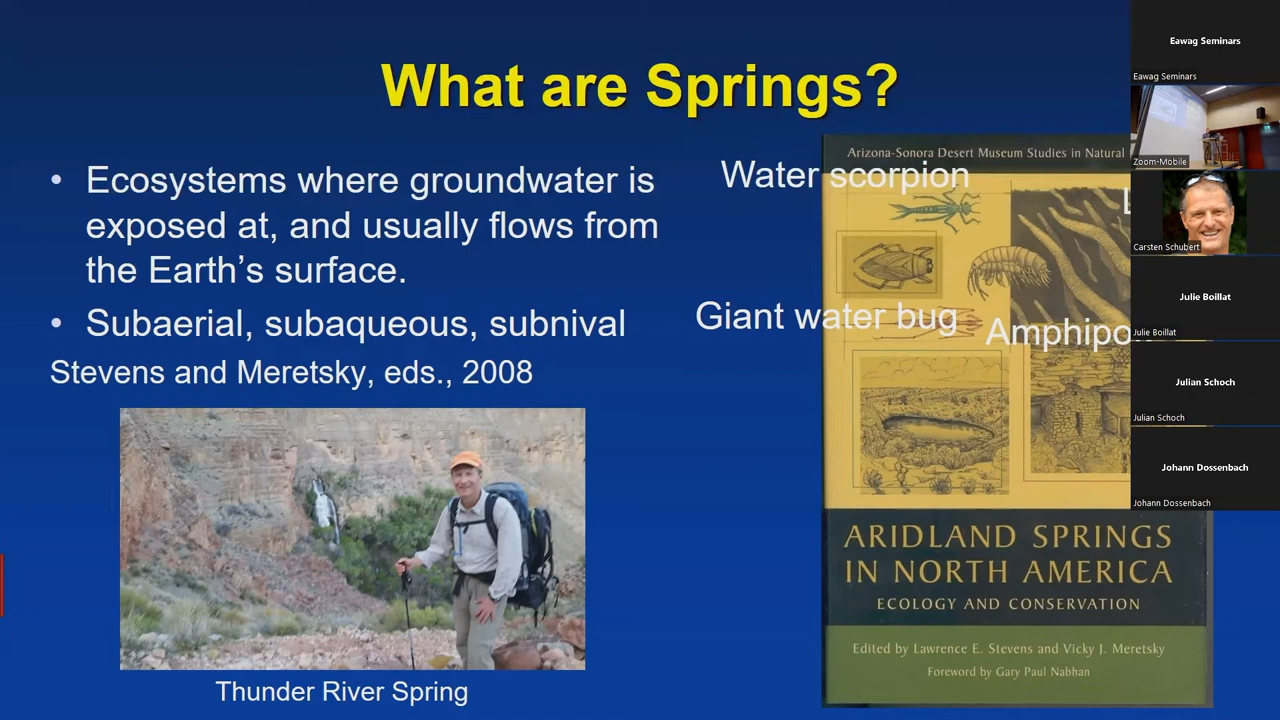 What are Springs?
• Ecosystems where groundwater is
exposed at, and usually flows from
the Earth's surface.
• Subaerial, subaqueous, subnival
Stevens and Meretsky, eds., 2008
Thunder River Spring
Arizona-Sonora Desert Museum Studies in Natural
Water scorpion
Giant water bug
ARIDLAND SPRINGS
IN NORTH AMERICA
ECOLOGY AND CONSERVATION
Edited by Lawrence E. Stevens and Vicky J. Meretsky
Foreword by Gary Paul Nabhan
Eawag Seminars
Eawag Seminars
Zoom-Mobile
Carsten Schubert
Julie Boillat
Julie Boillat
Julian Schoch
Julian Schoch
Johann Dossenbach
Johann Dossenbach